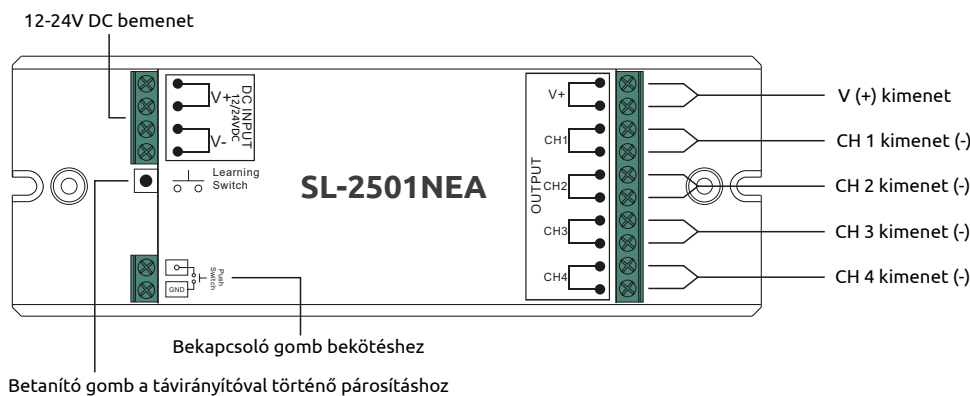 12-24V DC bemenet
V+
V-
DC INPUT
12/24VDC
Learning
Switch
SL-2501NEA
Push
Switch
GND
OUTPUT
V+
CH1
CH2
CH3
CH4
V (+) kimenet
CH 1 kimenet (-)
CH 2 kimenet (-)
CH 3 kimenet (-)
CH 4 kimenet (-)
Bekapcsoló gomb bekötéshez
Betanító gomb a távirányítóval történő párosításhoz